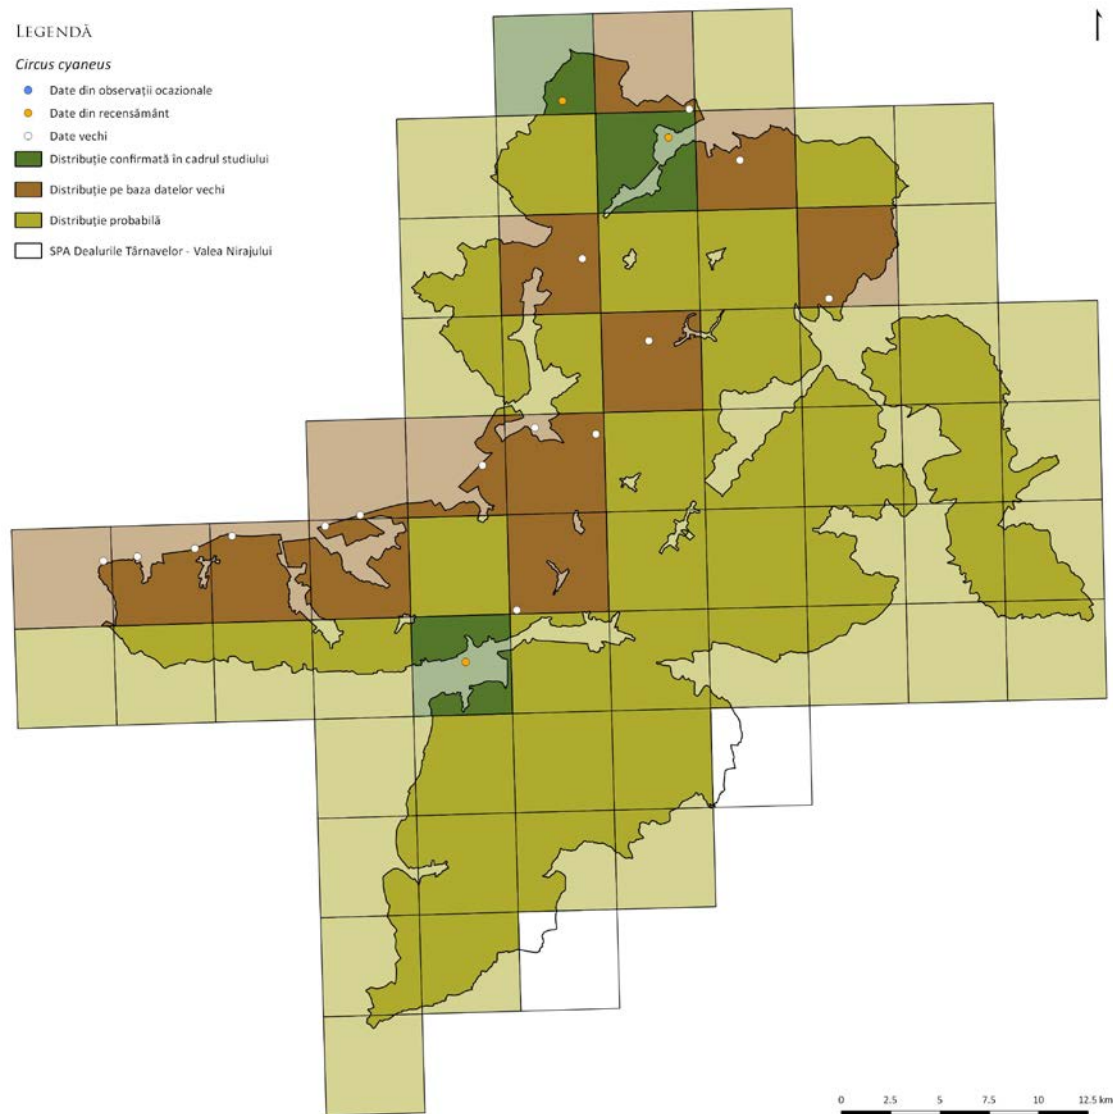 LEGENDĂ
Circus cyaneus
Date din observații ocazionale
Date din recensământ
Date vechi
Distribuție confirmată în cadrul studiului
Distribuție pe baza datelor vechi
Distribuție probabilă
SPA Dealurile Târnavelor - Valea Nirajului
0 2.5 5 7.5 10 12.5 km